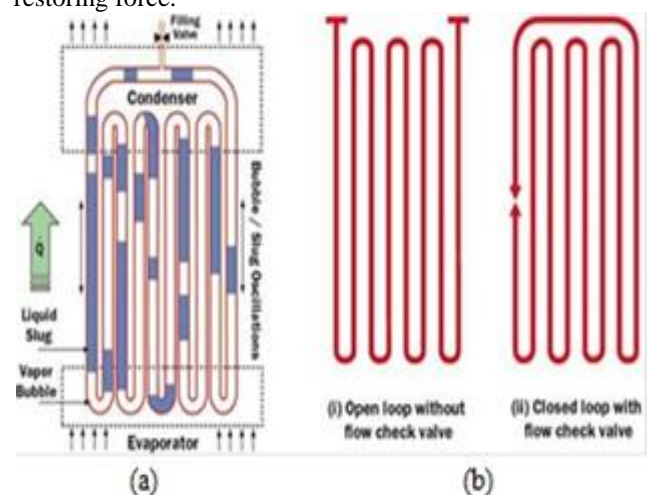 restoring force.
Filling
Valve
Condenser
Bubble / Slug Oscillations
Q
Liquid
Slug
Vapor
Bubble
Evaporator
(i) Open loop without
flow check valve
(ii) Closed loop with
flow check valve
(a)
(b)